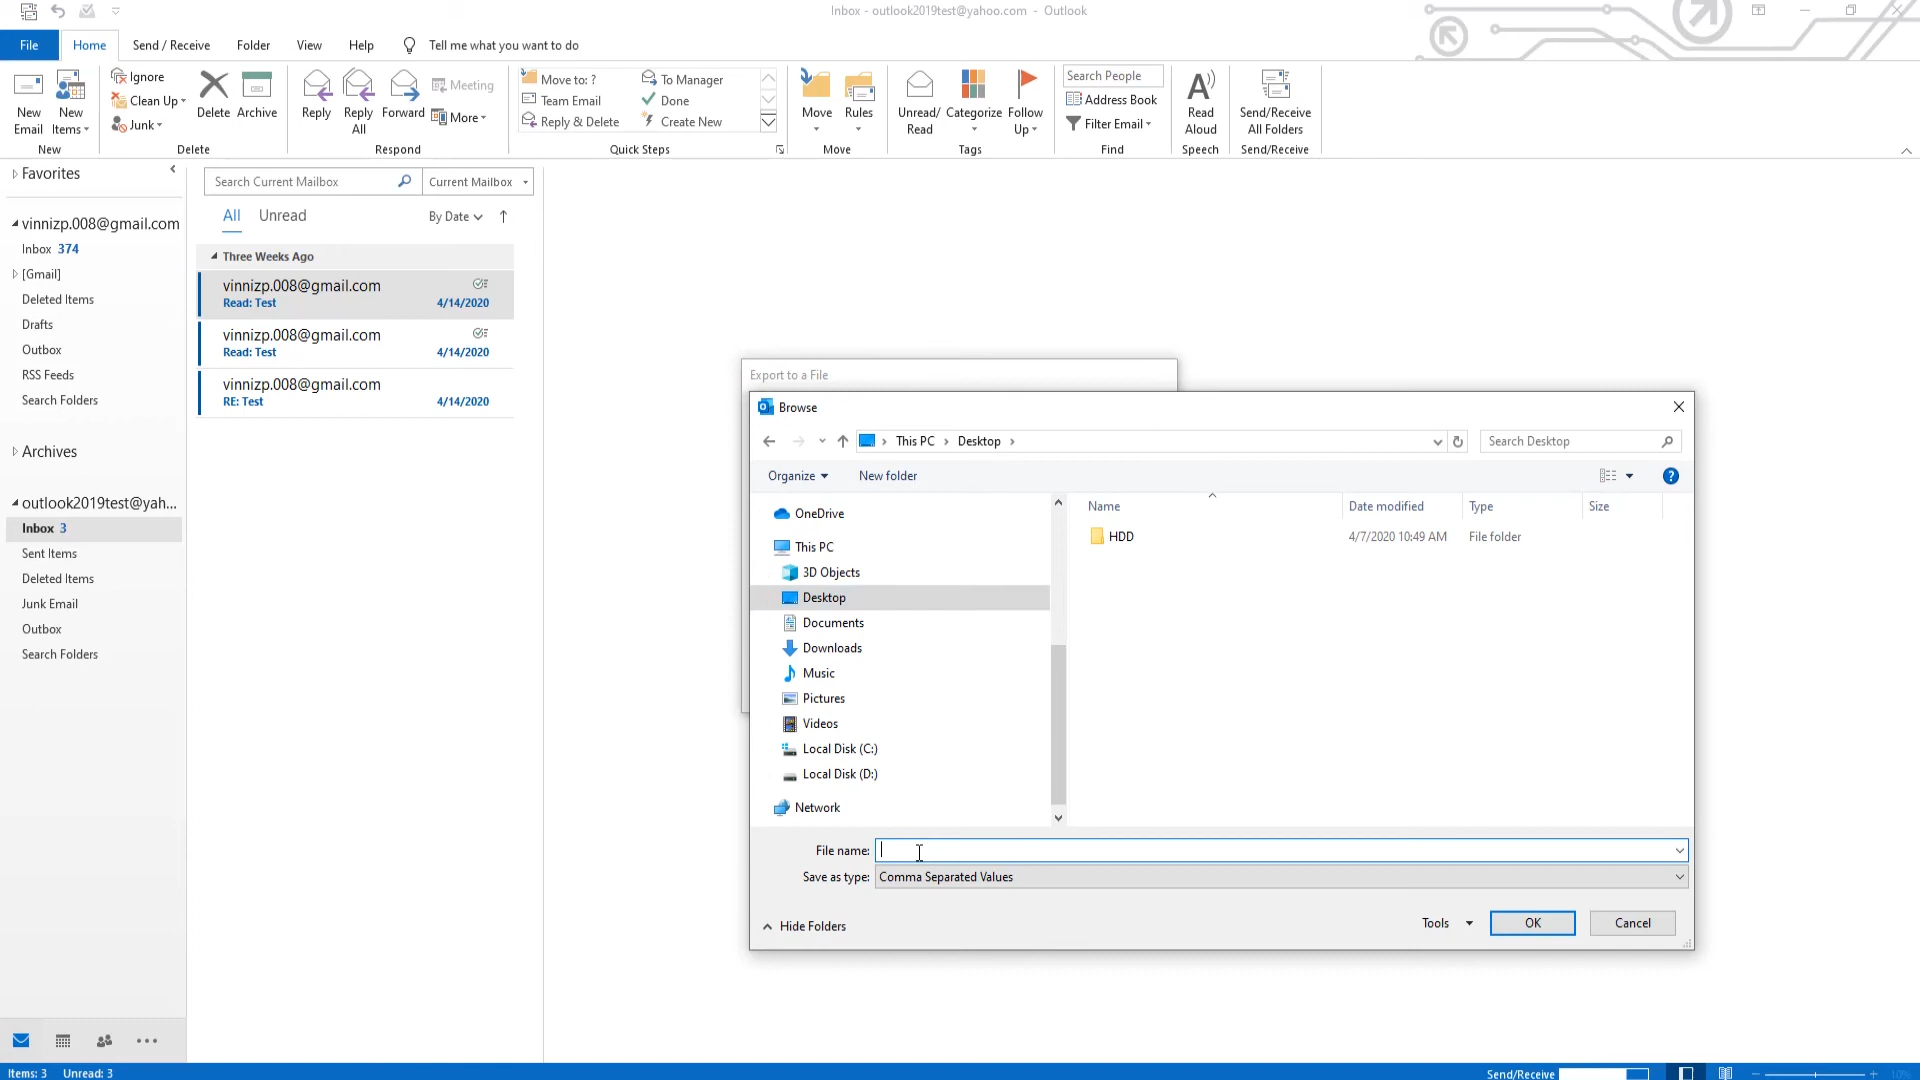 Inbox - outlook2019test@yahoo.com - Outlook
File Home Send / Receive Folder View Help Tell me what you want to do
New Email
New Items
New
Ignore
Clean Up
Junk
Delete
Archive
Delete
Reply
Reply All
Forward
Meeting
More
Respond
Move to: ?
Team Email
Reply & Delete
To Manager
Done
Create New
Quick Steps
Move
Rules
Move
Unread/ Read
Categorize
Follow Up
Tags
Search People
Address Book
Filter Email
Find
Read Aloud
Speech
Send/Receive All Folders
Send/Receive
Favorites
vinnizp.008@gmail.com
Inbox 374
[Gmail]
Deleted Items
Drafts
Outbox
RSS Feeds
Search Folders
Archives
outlook2019test@yah...
Inbox 3
Sent Items
Deleted Items
Junk Email
Outbox
Search Folders
Search Current Mailbox
Current Mailbox
All Unread
By Date
Three Weeks Ago
vinnizp.008@gmail.com
Read: Test 4/14/2020
vinnizp.008@gmail.com
Read: Test 4/14/2020
vinnizp.008@gmail.com
RE: Test 4/14/2020
Export to a File
Browse
This PC Desktop
Search Desktop
Organize New folder
OneDrive
This PC
3D Objects
Desktop
Documents
Downloads
Music
Pictures
Videos
Local Disk (C:)
Local Disk (D:)
Network
Name Date modified Type Size
HDD 4/7/2020 10:49 AM File folder
File name:
Save as type: Comma Separated Values
Hide Folders
Tools OK Cancel
Items: 3 Unread: 3
Send/Receive
10%